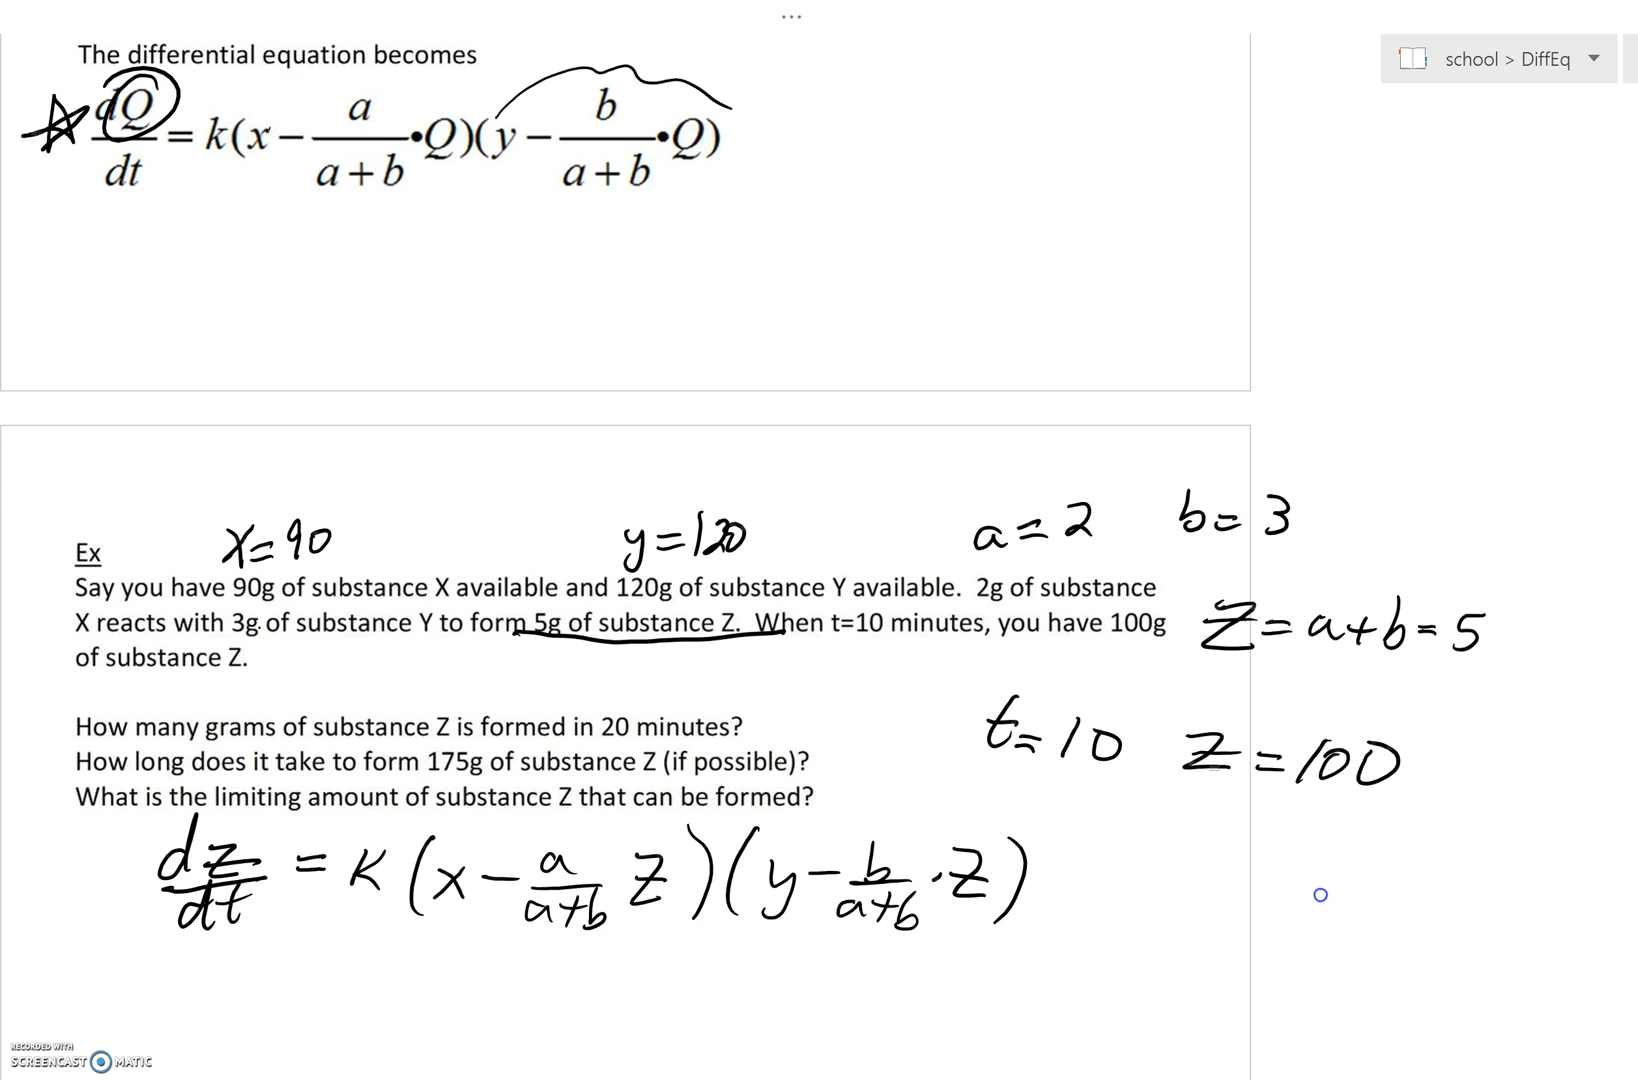 ...
The differential equation becomes
dQ/dt = k(x − a/(a+b)•Q)(y − b/(a+b)•Q)
school > DiffEq
x=90 y=120 a=2 b=3
Ex
Say you have 90g of substance X available and 120g of substance Y available. 2g of substance
X reacts with 3g of substance Y to form 5g of substance Z. When t=10 minutes, you have 100g
of substance Z.
Z=a+b=5
How many grams of substance Z is formed in 20 minutes?
How long does it take to form 175g of substance Z (if possible)?
What is the limiting amount of substance Z that can be formed?
t=10 Z=100
dz/dt = K(x − a/(a+b) Z)(y − b/(a+b)·Z)
RECORDED WITH
SCREENCAST MATIC